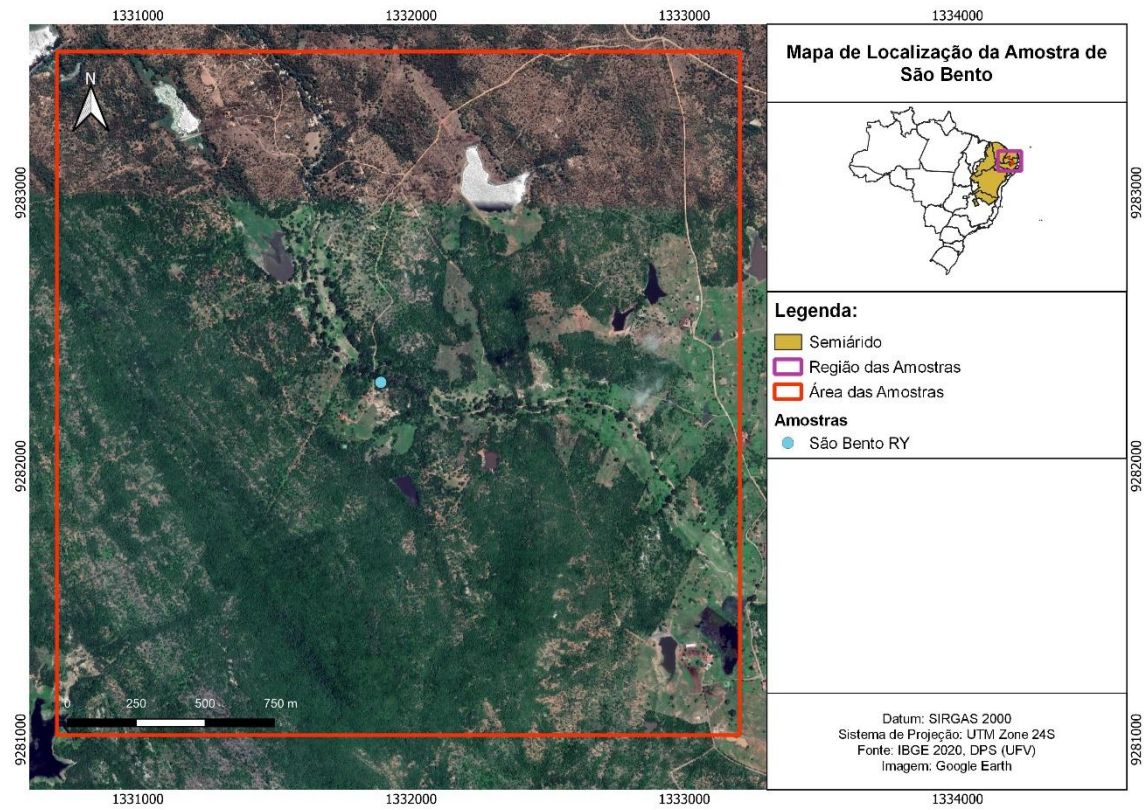 1331000
1332000
1333000
1334000
Mapa de Localização da Amostra de
São Bento
N
9283000
9283000
Legenda:
Semiárido
Região das Amostras
Área das Amostras
Amostras
São Bento RY
9282000
9282000
0 250 500 750 m
Datum: SIRGAS 2000
Sistema de Projeção: UTM Zone 24S
Fonte: IBGE 2020, DPS (UFV)
Imagem: Google Earth
9281000
9281000
1331000
1332000
1333000
1334000